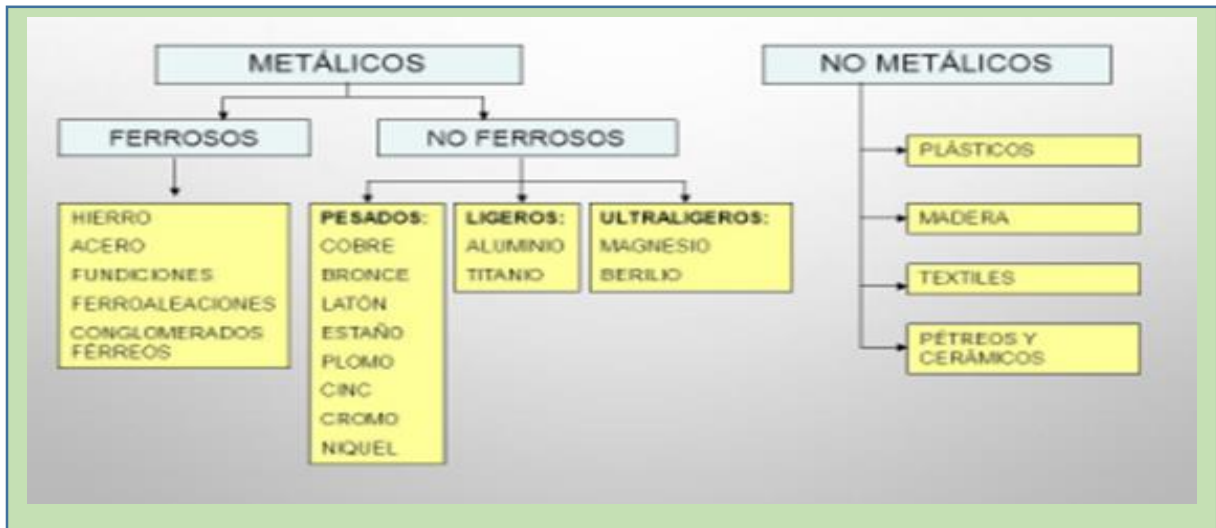 METÁLICOS
FERROSOS
NO FERROSOS
HIERRO
ACERO
FUNDICIONES
FERROALEACIONES
CONGLOMERADOS
FÉRREOS
PESADOS:
COBRE
BRONCE
LATÓN
ESTAÑO
PLOMO
CINC
CROMO
NIQUEL
LIGEROS:
ALUMINIO
TITANIO
ULTRALIGEROS:
MAGNESIO
BERILIO
NO METÁLICOS
PLÁSTICOS
MADERA
TEXTILES
PÉTREOS Y
CERÁMICOS